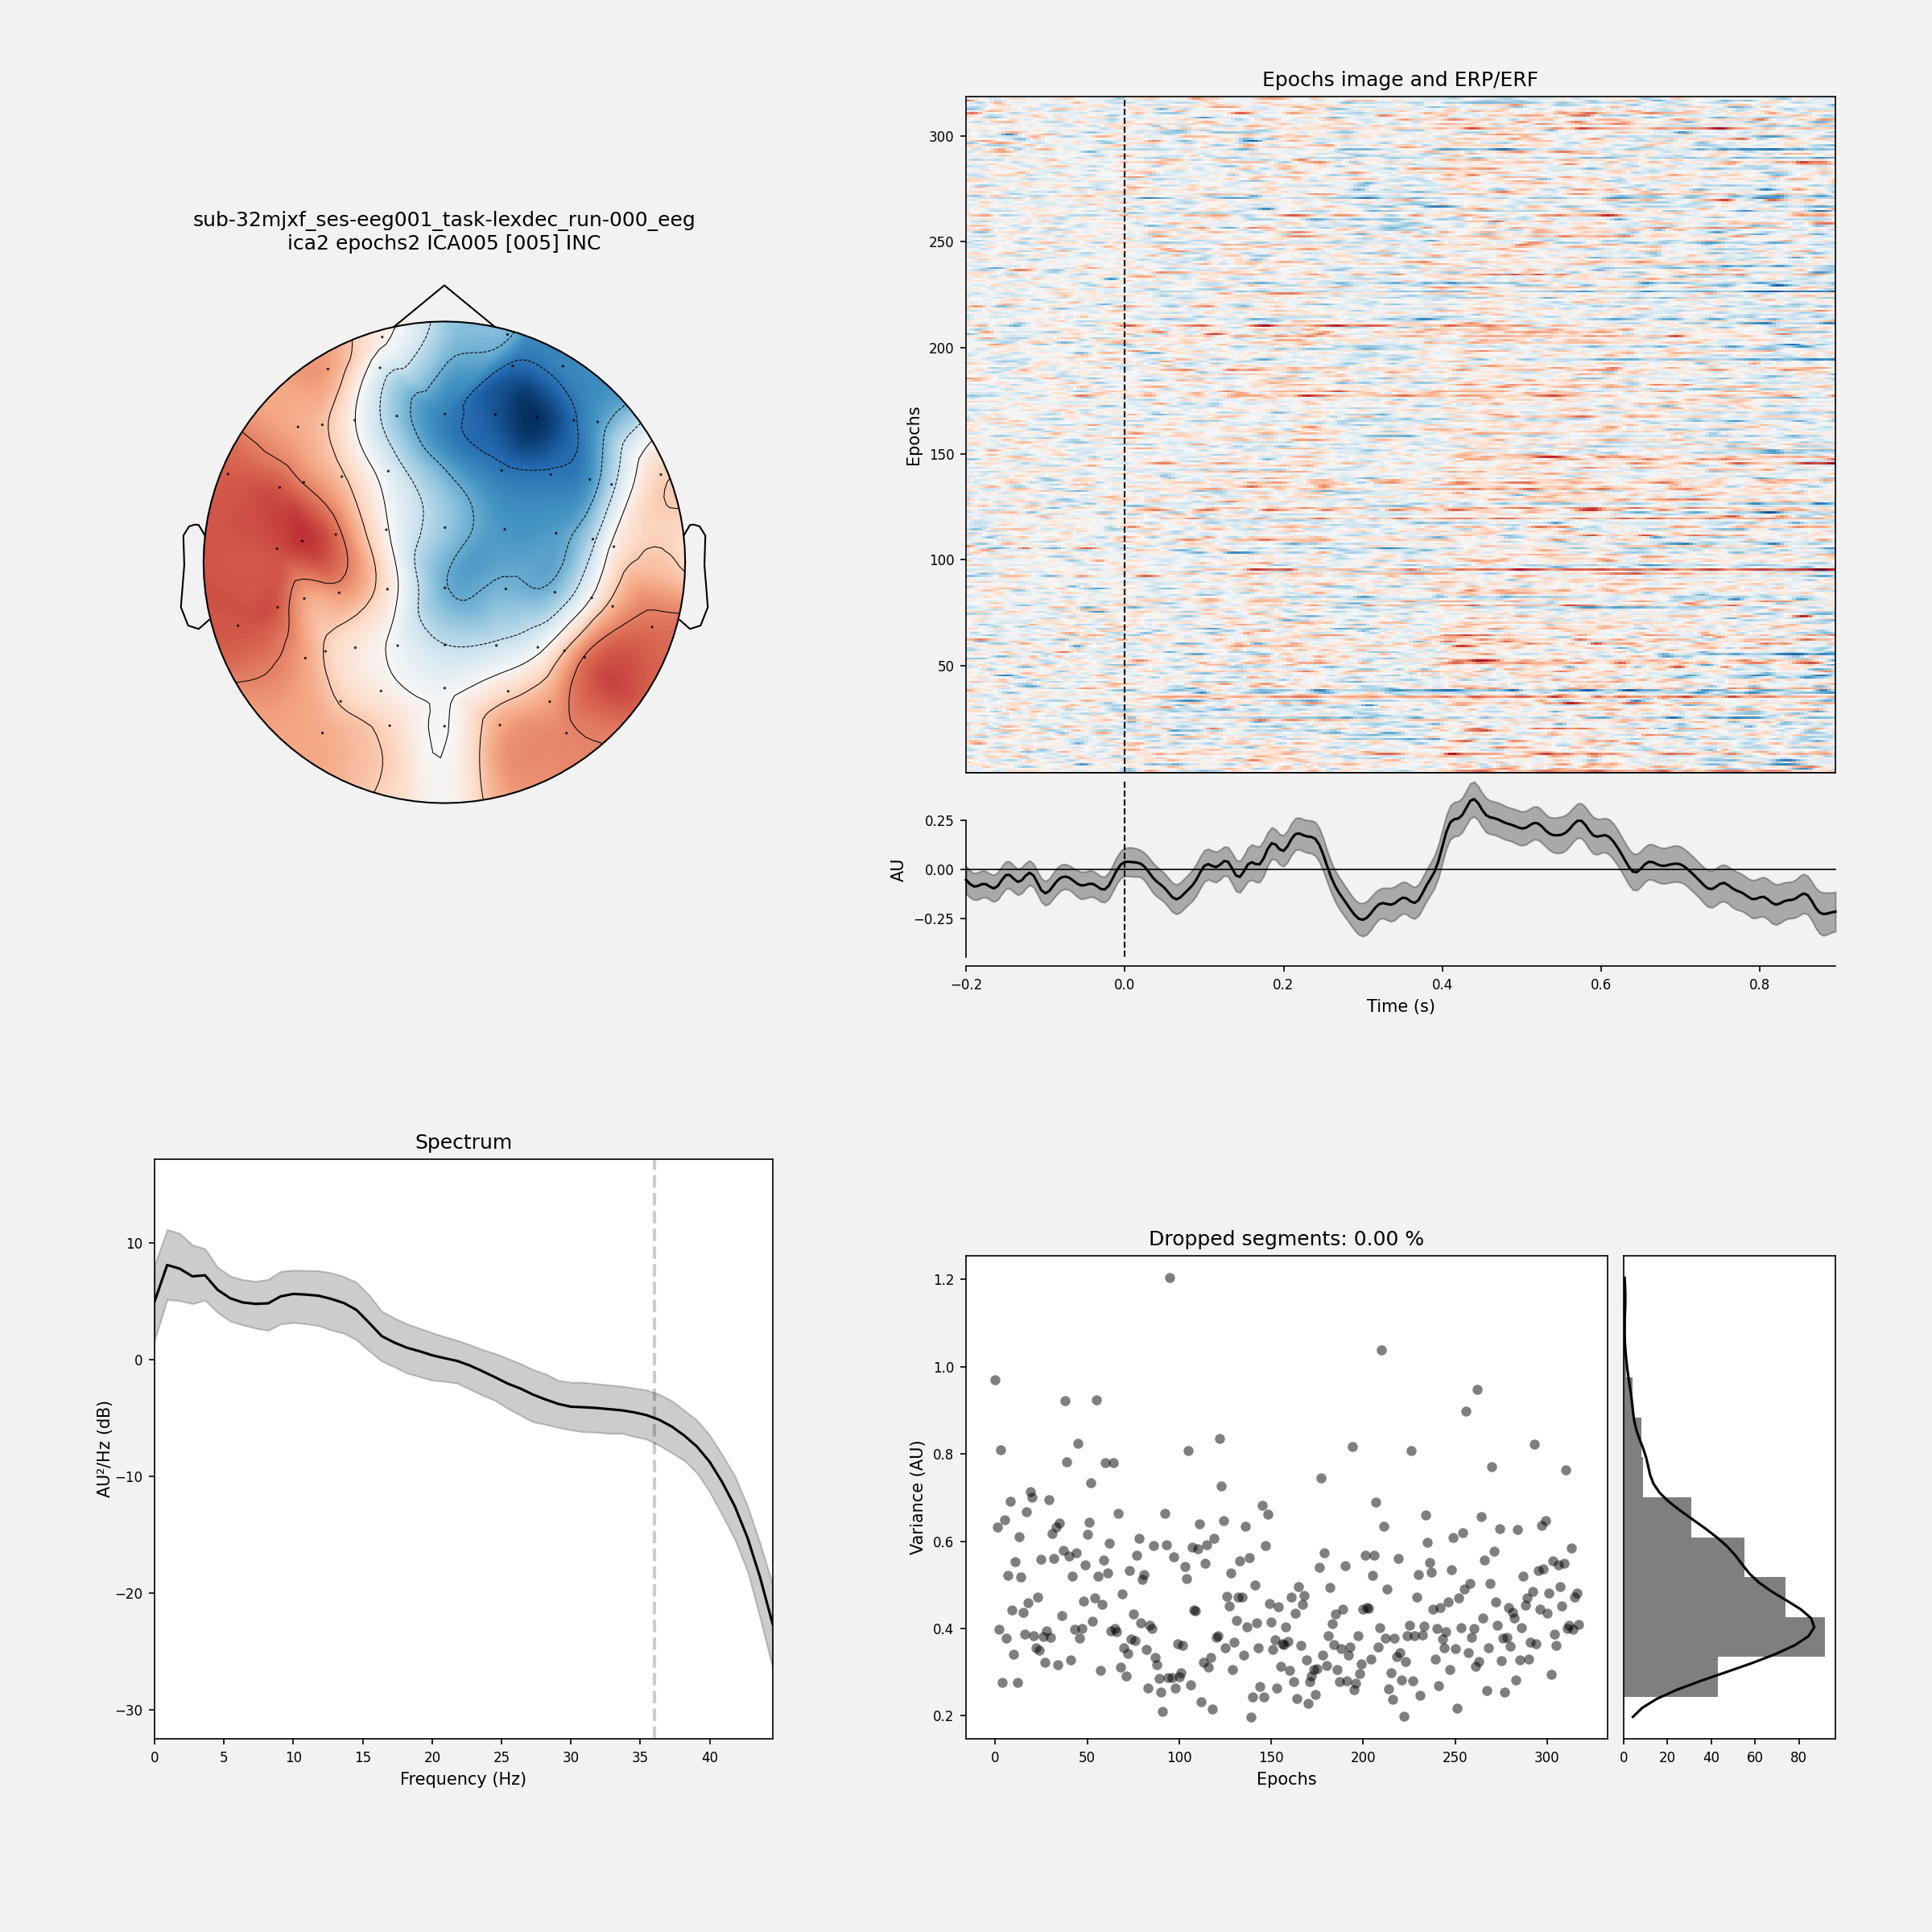 sub-32mjxf_ses-eeg001_task-lexdec_run-000_eeg
ica2 epochs2 ICA005 [005] INC
Epochs image and ERP/ERF
Epochs
300
250
200
150
100
50
AU
0.25
0.00
−0.25
−0.2 0.0 0.2 0.4 0.6 0.8
Time (s)
Spectrum
AU²/Hz (dB)
10
0
−10
−20
−30
0 5 10 15 20 25 30 35 40
Frequency (Hz)
Dropped segments: 0.00 %
Variance (AU)
1.2
1.0
0.8
0.6
0.4
0.2
0 50 100 150 200 250 300
Epochs
0 20 40 60 80